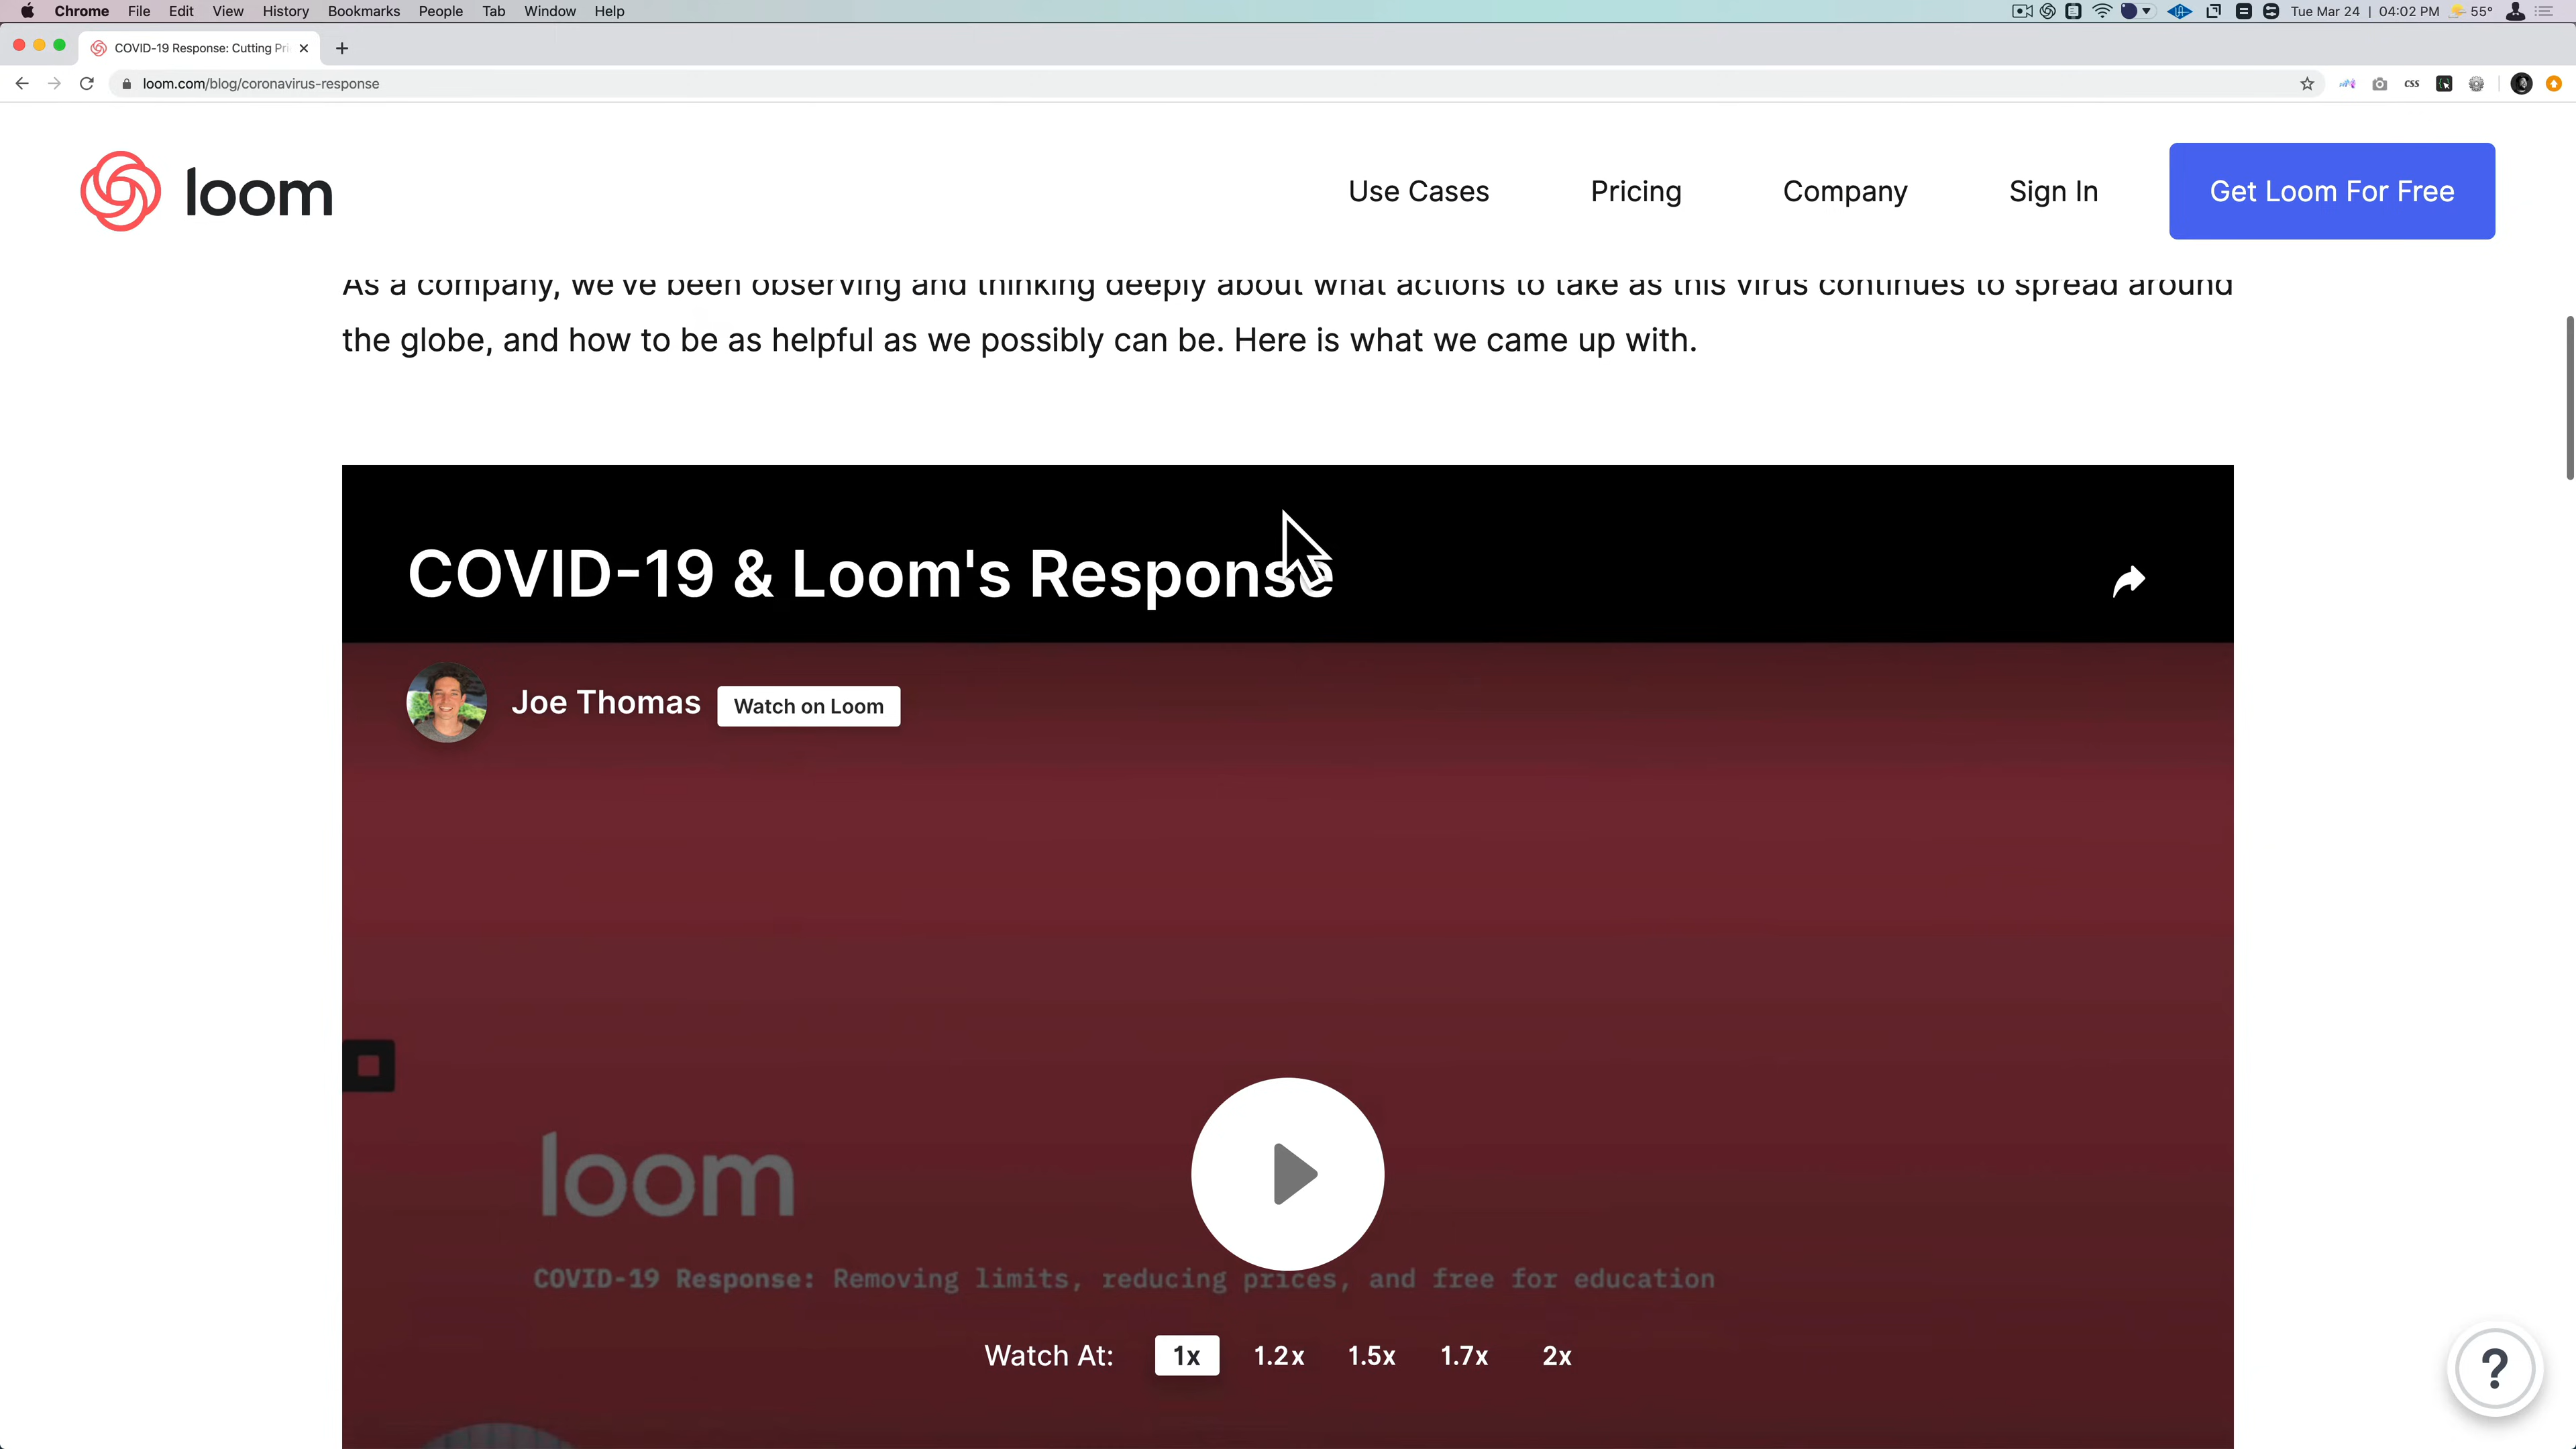 Chrome File Edit View History Bookmarks People Tab Window Help
Tue Mar 24 | 04:02 PM 55°
COVID-19 Response: Cutting Pri
loom.com/blog/coronavirus-response
css
loom
Use Cases Pricing Company Sign In Get Loom For Free
As a company, we've been observing and thinking deeply about what actions to take as this virus continues to spread around
the globe, and how to be as helpful as we possibly can be. Here is what we came up with.
COVID-19 & Loom's Response
Joe Thomas Watch on Loom
loom
COVID-19 Response: Removing limits, reducing prices, and free for education
Watch At: 1x 1.2x 1.5x 1.7x 2x
?